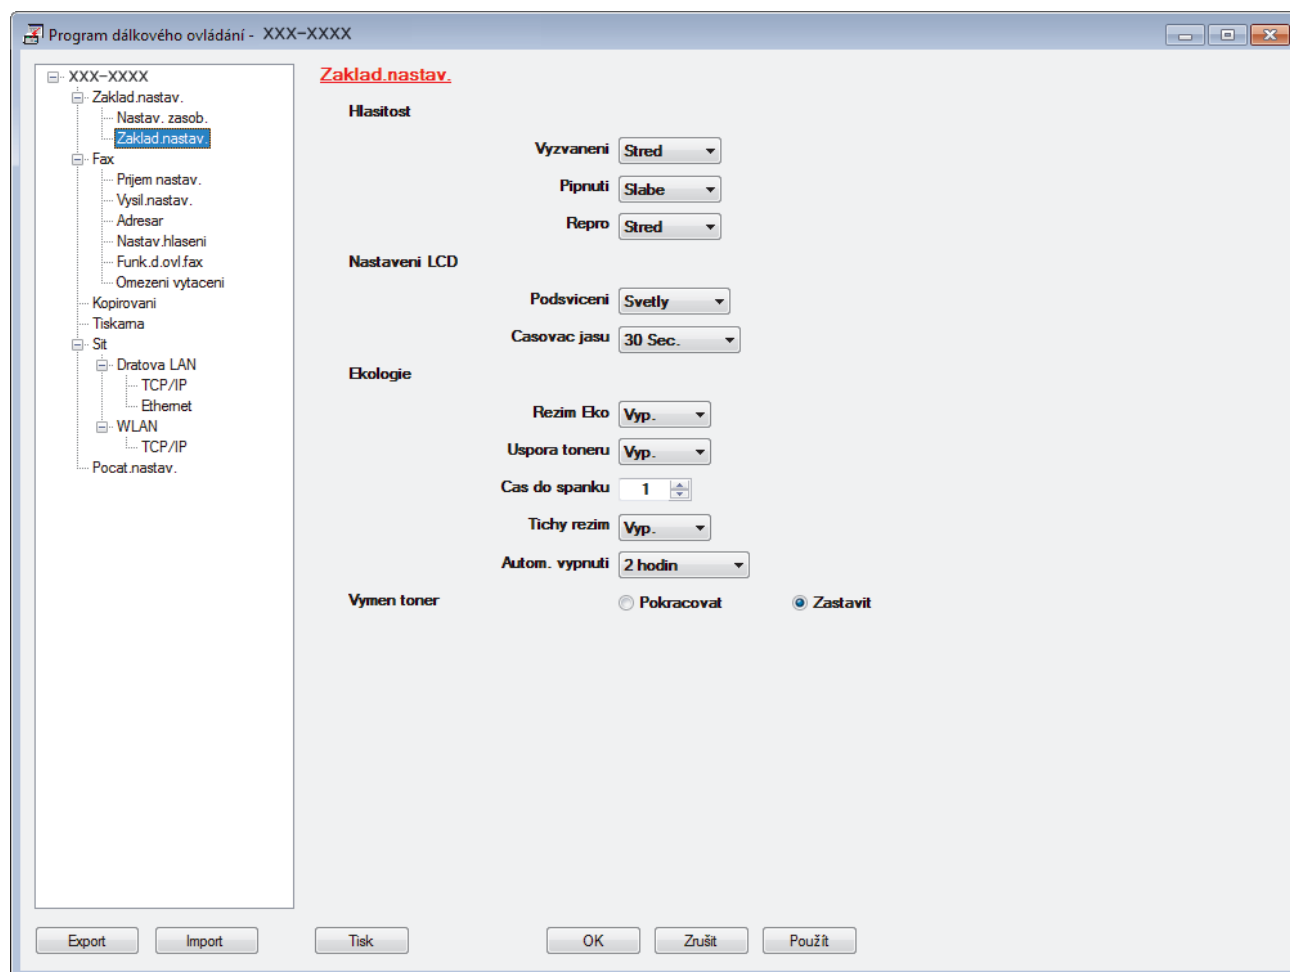 Program dálkového ovládání - XXX-XXXX
XXX-XXXX
Zaklad.nastav.
Nastav. zasob.
Zaklad.nastav.
Fax
Prijem nastav.
Vysil.nastav.
Adresar
Nastav.hlaseni
Funk.d.ovl.fax
Omezeni vytaceni
Kopirovani
Tiskarna
Sit
Dratova LAN
TCP/IP
Ethernet
WLAN
TCP/IP
Pocat.nastav.
Zaklad.nastav.
Hlasitost
Vyzvaneni Stred
Pipnuti Slabe
Repro Stred
Nastaveni LCD
Podsviceni Svetly
Casovac jasu 30 Sec.
Ekologie
Rezim Eko Vyp.
Uspora toneru Vyp.
Cas do spanku 1
Tichy rezim Vyp.
Autom. vypnuti 2 hodin
Vymen toner Pokracovat Zastavit
Export Import Tisk OK Zrušit Použít